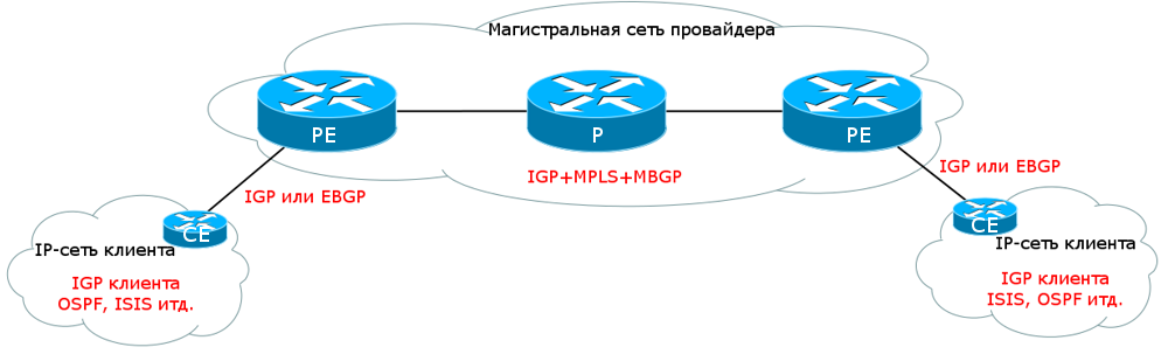 Магистральная сеть провайдера
PE
P
PE
IGP+MPLS+MBGP
IGP или EBGP
IGP или EBGP
CE
IP-сеть клиента
IGP клиента
OSPF, ISIS итд.
CE
IP-сеть клиента
IGP клиента
ISIS, OSPF итд.